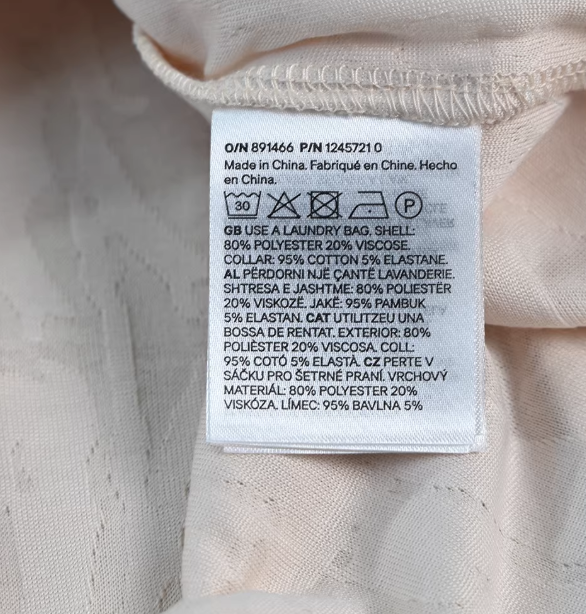 O/N 891466 P/N 1245721 0
Made in China. Fabriqué en Chine. Hecho
en China.
30 P
GB USE A LAUNDRY BAG. SHELL:
80% POLYESTER 20% VISCOSE.
COLLAR: 95% COTTON 5% ELASTANE.
AL PËRDORNI NJË ÇANTË LAVANDERIE.
SHTRESA E JASHTME: 80% POLIESTËR
20% VISKOZË. JAKË: 95% PAMBUK
5% ELASTAN. CAT UTILITZEU UNA
BOSSA DE RENTAT. EXTERIOR: 80%
POLIÈSTER 20% VISCOSA. COLL:
95% COTÓ 5% ELASTÀ. CZ PERTE V
SÁČKU PRO ŠETRNÉ PRANÍ. VRCHOVÝ
MATERIÁL: 80% POLYESTER 20%
VISKÓZA. LÍMEC: 95% BAVLNA 5%